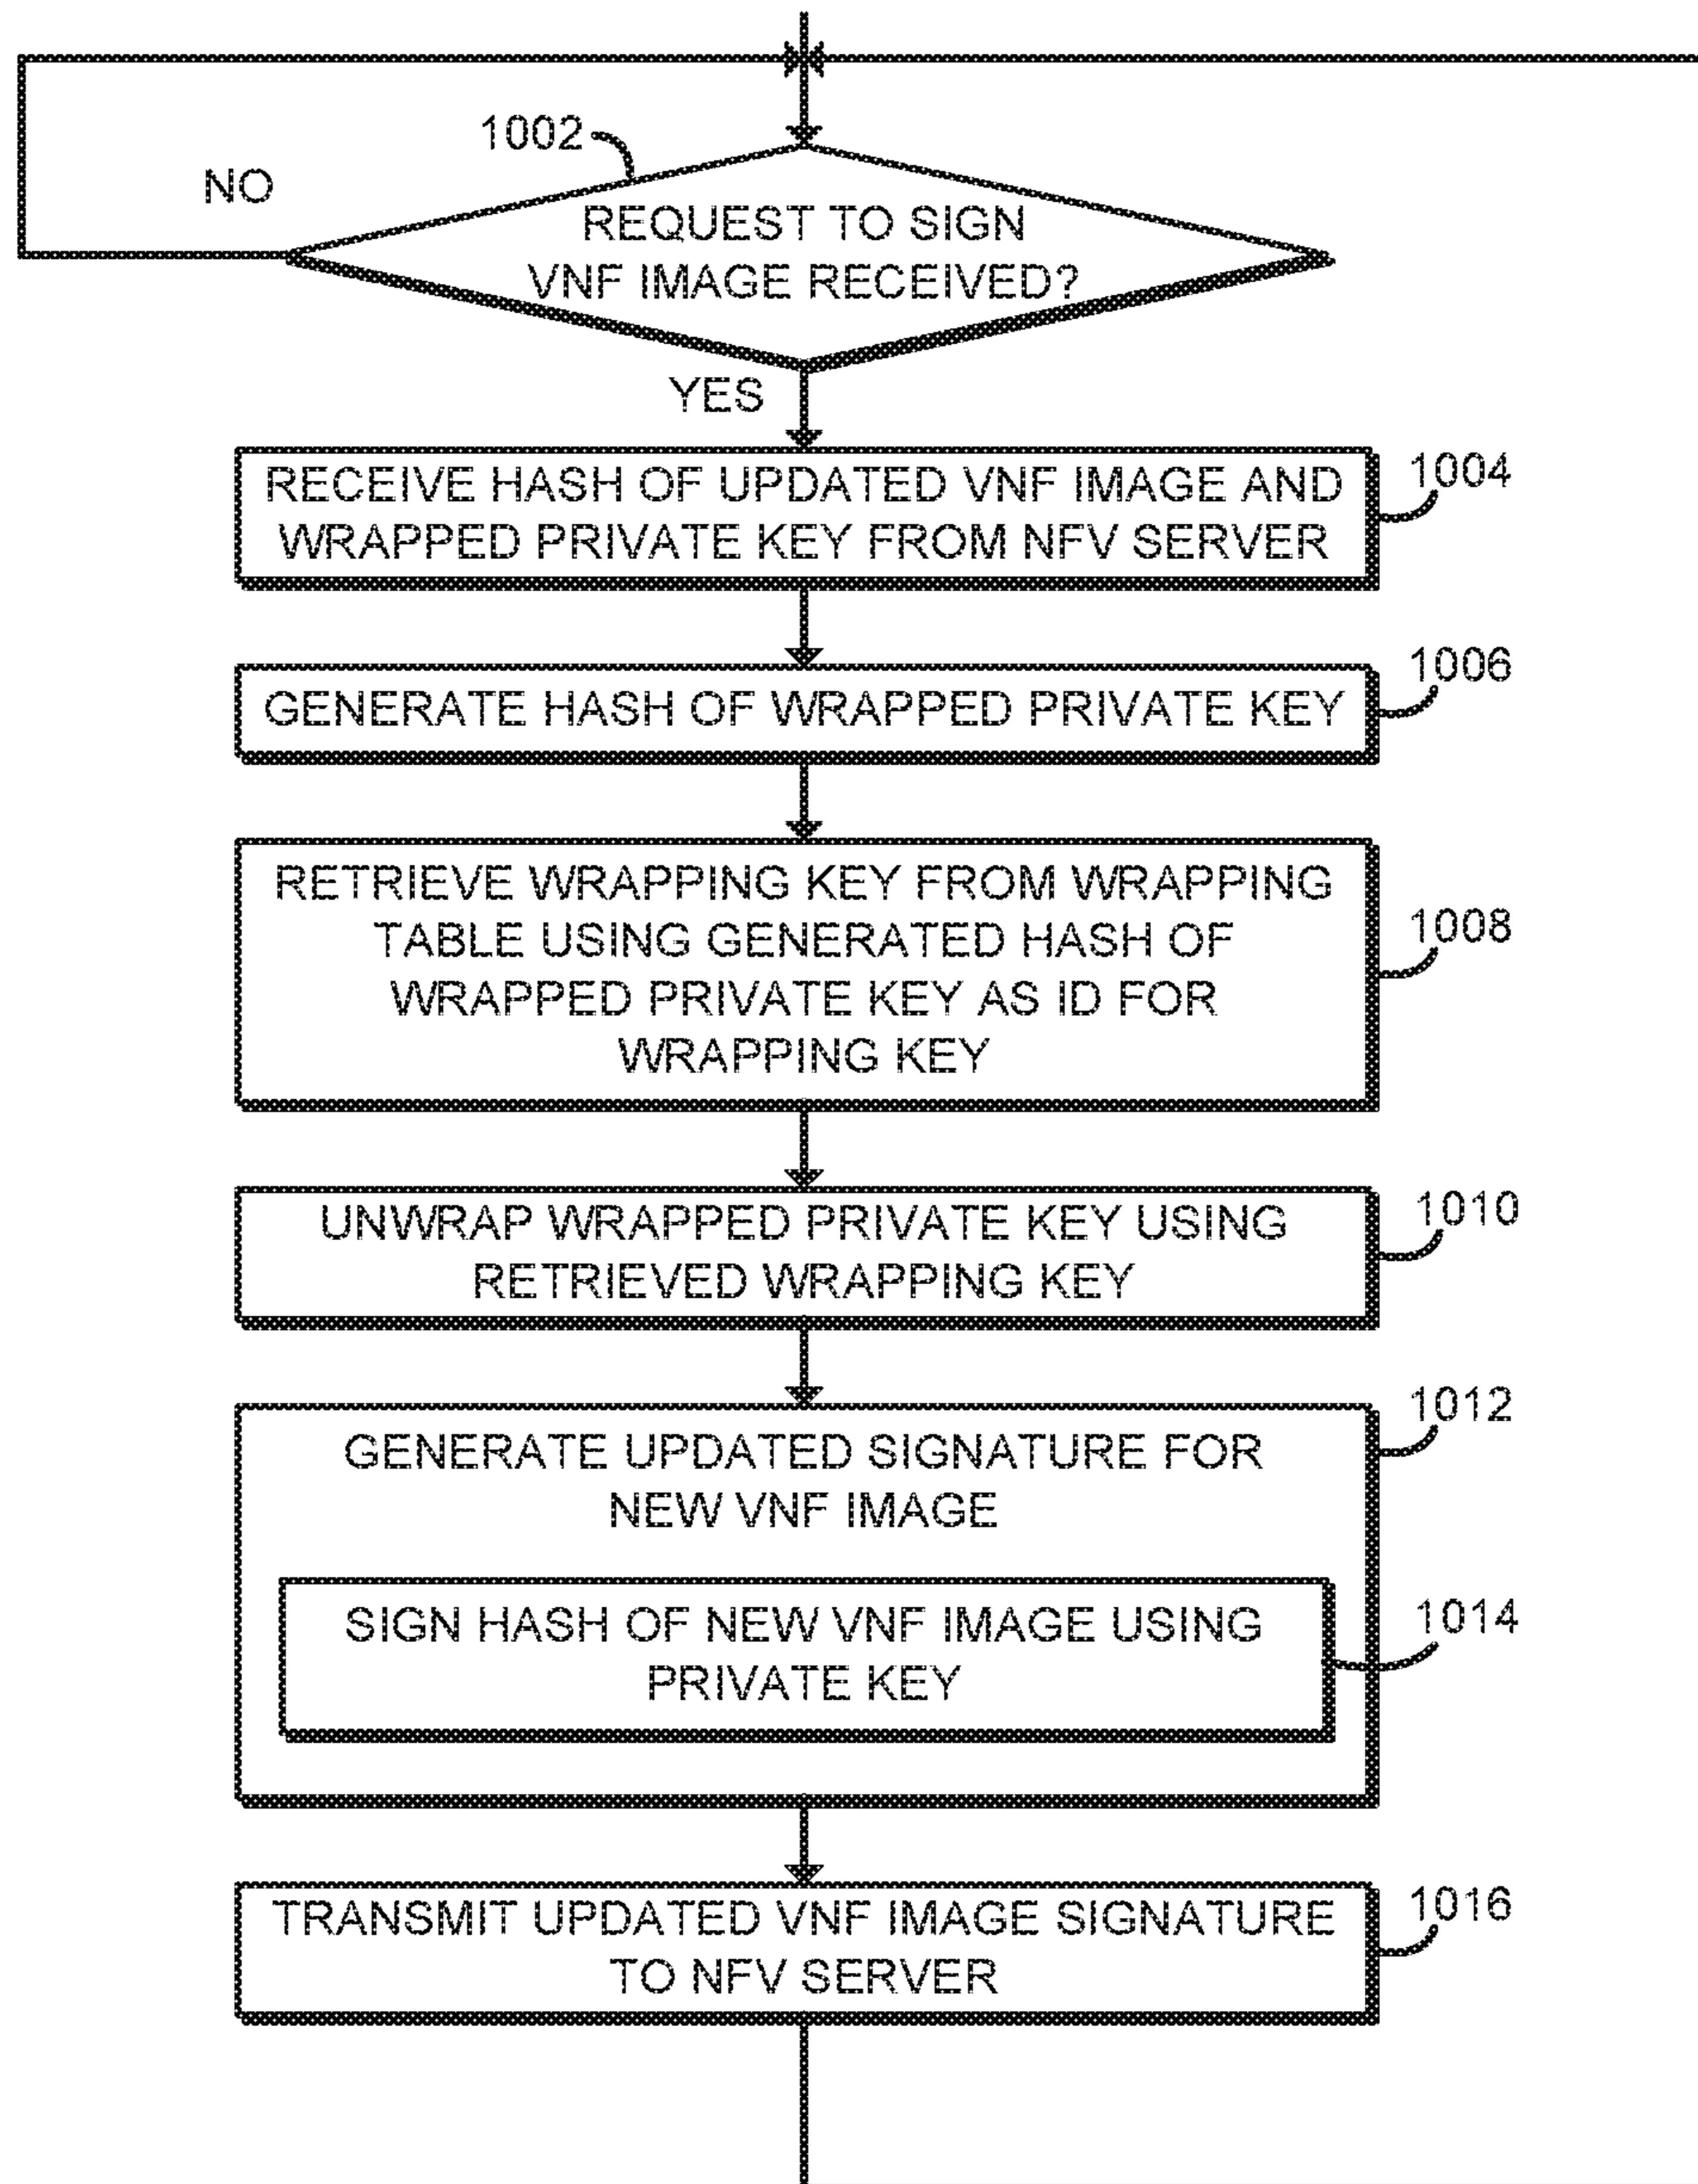 1002
NO
REQUEST TO SIGN
VNF IMAGE RECEIVED?
YES
RECEIVE HASH OF UPDATED VNF IMAGE AND
WRAPPED PRIVATE KEY FROM NFV SERVER
1004
GENERATE HASH OF WRAPPED PRIVATE KEY
1006
RETRIEVE WRAPPING KEY FROM WRAPPING
TABLE USING GENERATED HASH OF
WRAPPED PRIVATE KEY AS ID FOR
WRAPPING KEY
1008
UNWRAP WRAPPED PRIVATE KEY USING
RETRIEVED WRAPPING KEY
1010
GENERATE UPDATED SIGNATURE FOR
NEW VNF IMAGE
1012
SIGN HASH OF NEW VNF IMAGE USING
PRIVATE KEY
1014
TRANSMIT UPDATED VNF IMAGE SIGNATURE
TO NFV SERVER
1016